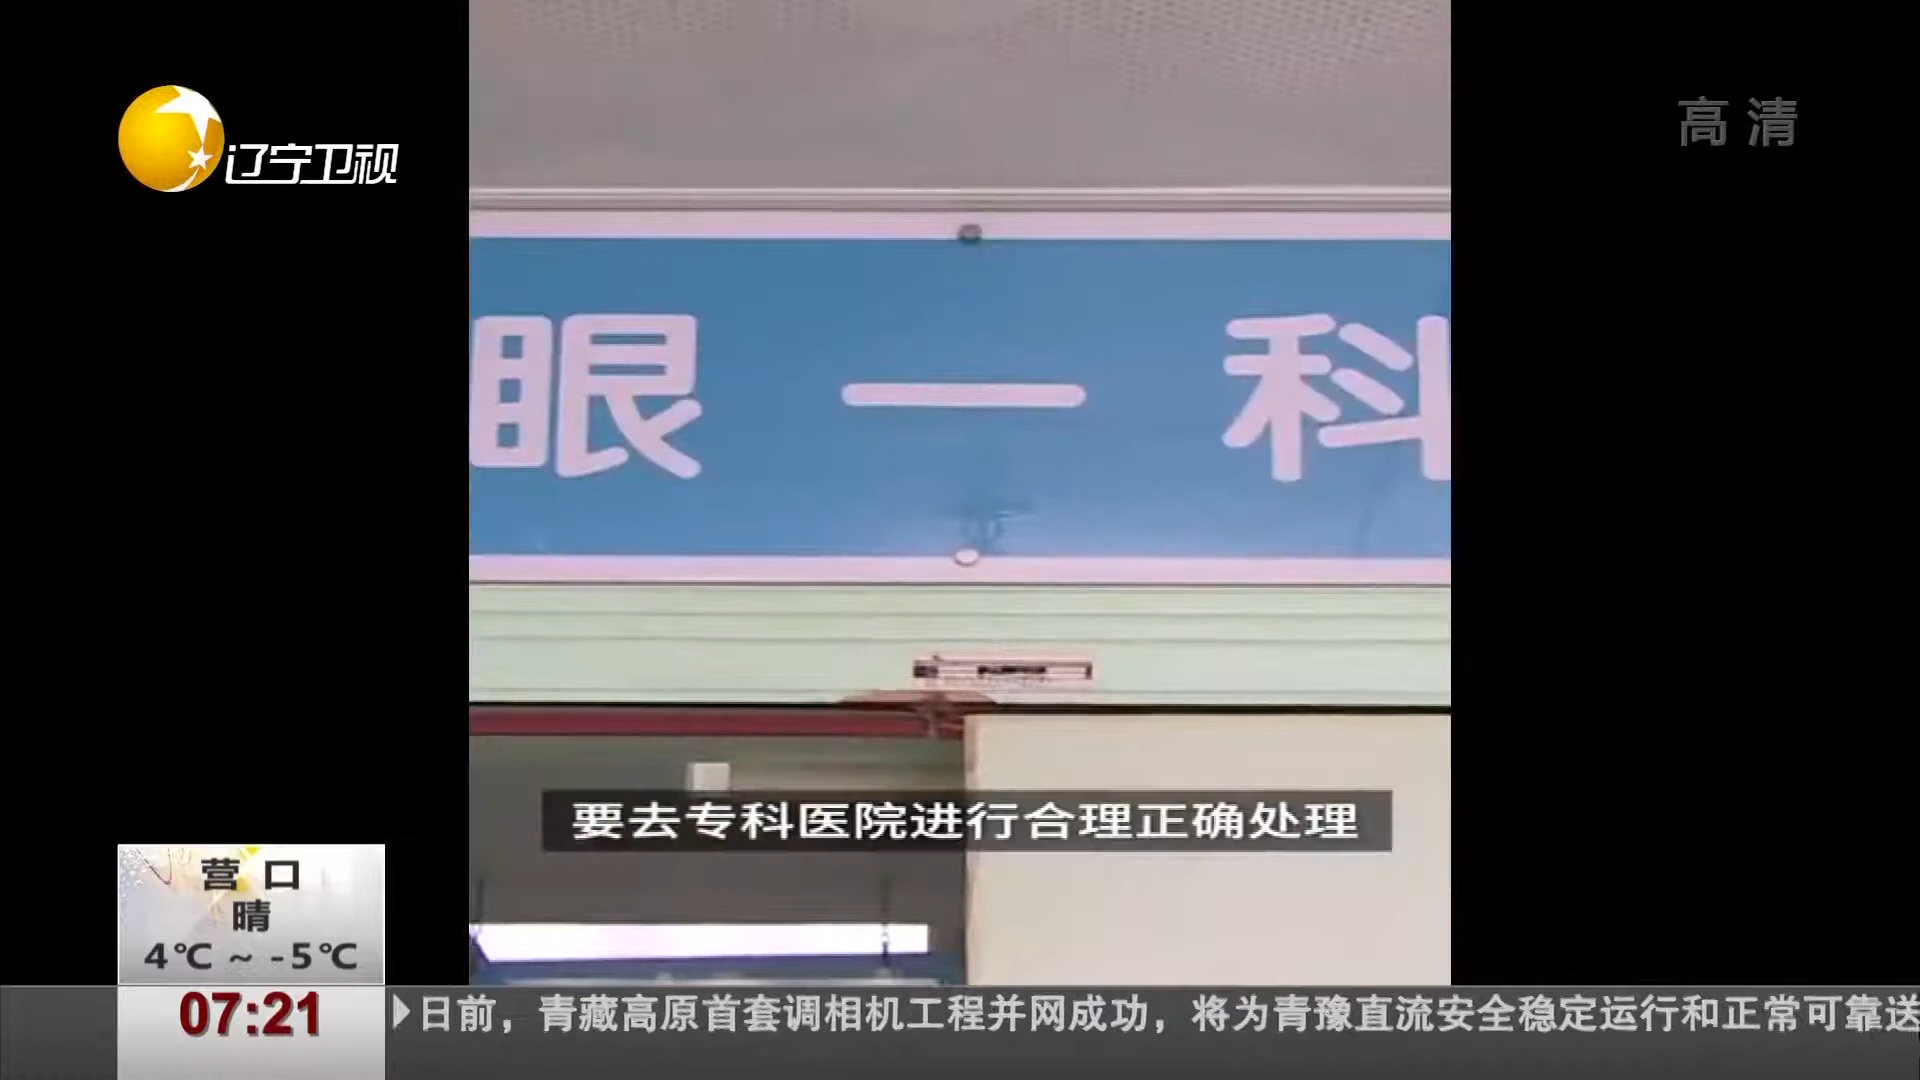 辽宁卫视
高清
眼一科
要去专科医院进行合理正确处理
营口
晴
4℃ ~ -5℃
07:21
日前，青藏高原首套调相机工程并网成功，将为青豫直流安全稳定运行和正常可靠送